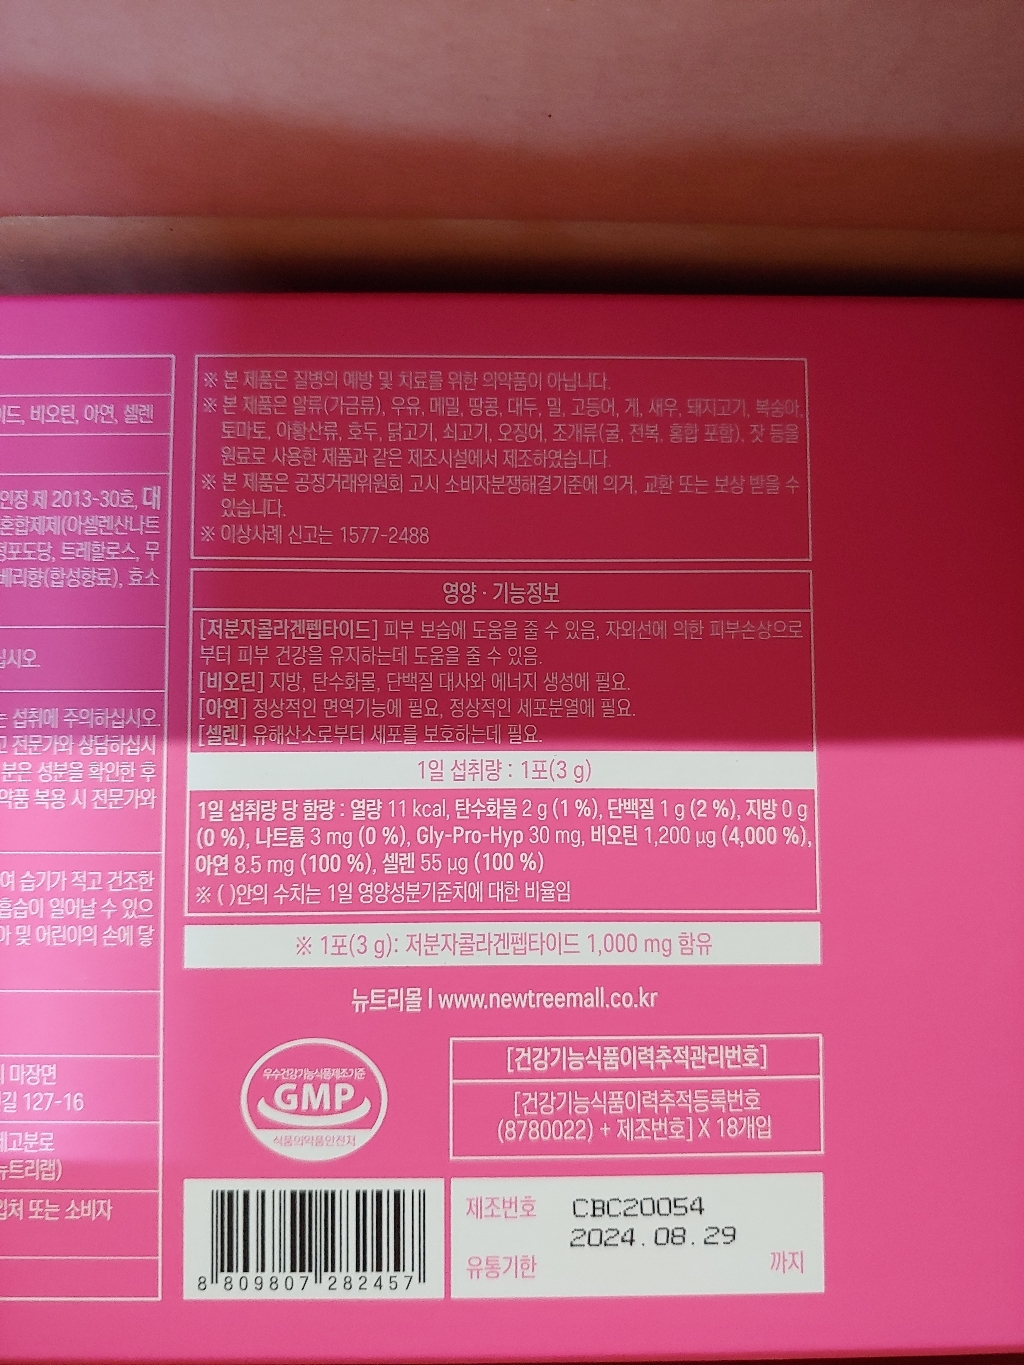 이드, 비오틴, 아연, 셀렌
인정 제 2013-30호, 대
혼합제제(아셀렌산나트
정포도당, 트레할로스, 무
베리향(합성향료), 효소
십시오.
는 섭취에 주의하십시오.
고 전문가와 상담하십시
분은 성분을 확인한 후
약품 복용 시 전문가와
여 습기가 적고 건조한
흡습이 일어날 수 있으
아 및 어린이의 손에 닿
마장면
길 127-16
세고분로
뉴트리랩)
입처 또는 소비자
※ 본 제품은 질병의 예방 및 치료를 위한 의약품이 아닙니다.
※ 본 제품은 알류(가금류), 우유, 메밀, 땅콩, 대두, 밀, 고등어, 게, 새우, 돼지고기, 복숭아,
토마토, 아황산류, 호두, 닭고기, 쇠고기, 오징어, 조개류(굴, 전복, 홍합 포함), 잣 등을
원료로 사용한 제품과 같은 제조시설에서 제조하였습니다.
※ 본 제품은 공정거래위원회 고시 소비자분쟁해결기준에 의거, 교환 또는 보상 받을 수
있습니다.
※ 이상사례 신고는 1577-2488
영양 · 기능정보
[저분자콜라겐펩타이드] 피부 보습에 도움을 줄 수 있음, 자외선에 의한 피부손상으로
부터 피부 건강을 유지하는데 도움을 줄 수 있음.
[비오틴] 지방, 탄수화물, 단백질 대사와 에너지 생성에 필요.
[아연] 정상적인 면역기능에 필요, 정상적인 세포분열에 필요.
[셀렌] 유해산소로부터 세포를 보호하는데 필요.
1일 섭취량 : 1포(3 g)
1일 섭취량 당 함량 : 열량 11 kcal, 탄수화물 2 g (1 %), 단백질 1 g (2 %), 지방 0 g
(0 %), 나트륨 3 mg (0 %), Gly-Pro-Hyp 30 mg, 비오틴 1,200 µg (4,000 %),
아연 8.5 mg (100 %), 셀렌 55 µg (100 %)
※ ( )안의 수치는 1일 영양성분기준치에 대한 비율임
※ 1포(3 g): 저분자콜라겐펩타이드 1,000 mg 함유
뉴트리몰 | www.newtreemall.co.kr
우수건강기능식품제조기준
GMP
식품의약품안전처
[건강기능식품이력추적관리번호]
[건강기능식품이력추적등록번호
(8780022) + 제조번호] X 18개입
8 809807 282457
제조번호 CBC20054
2024.08.29
유통기한 까지